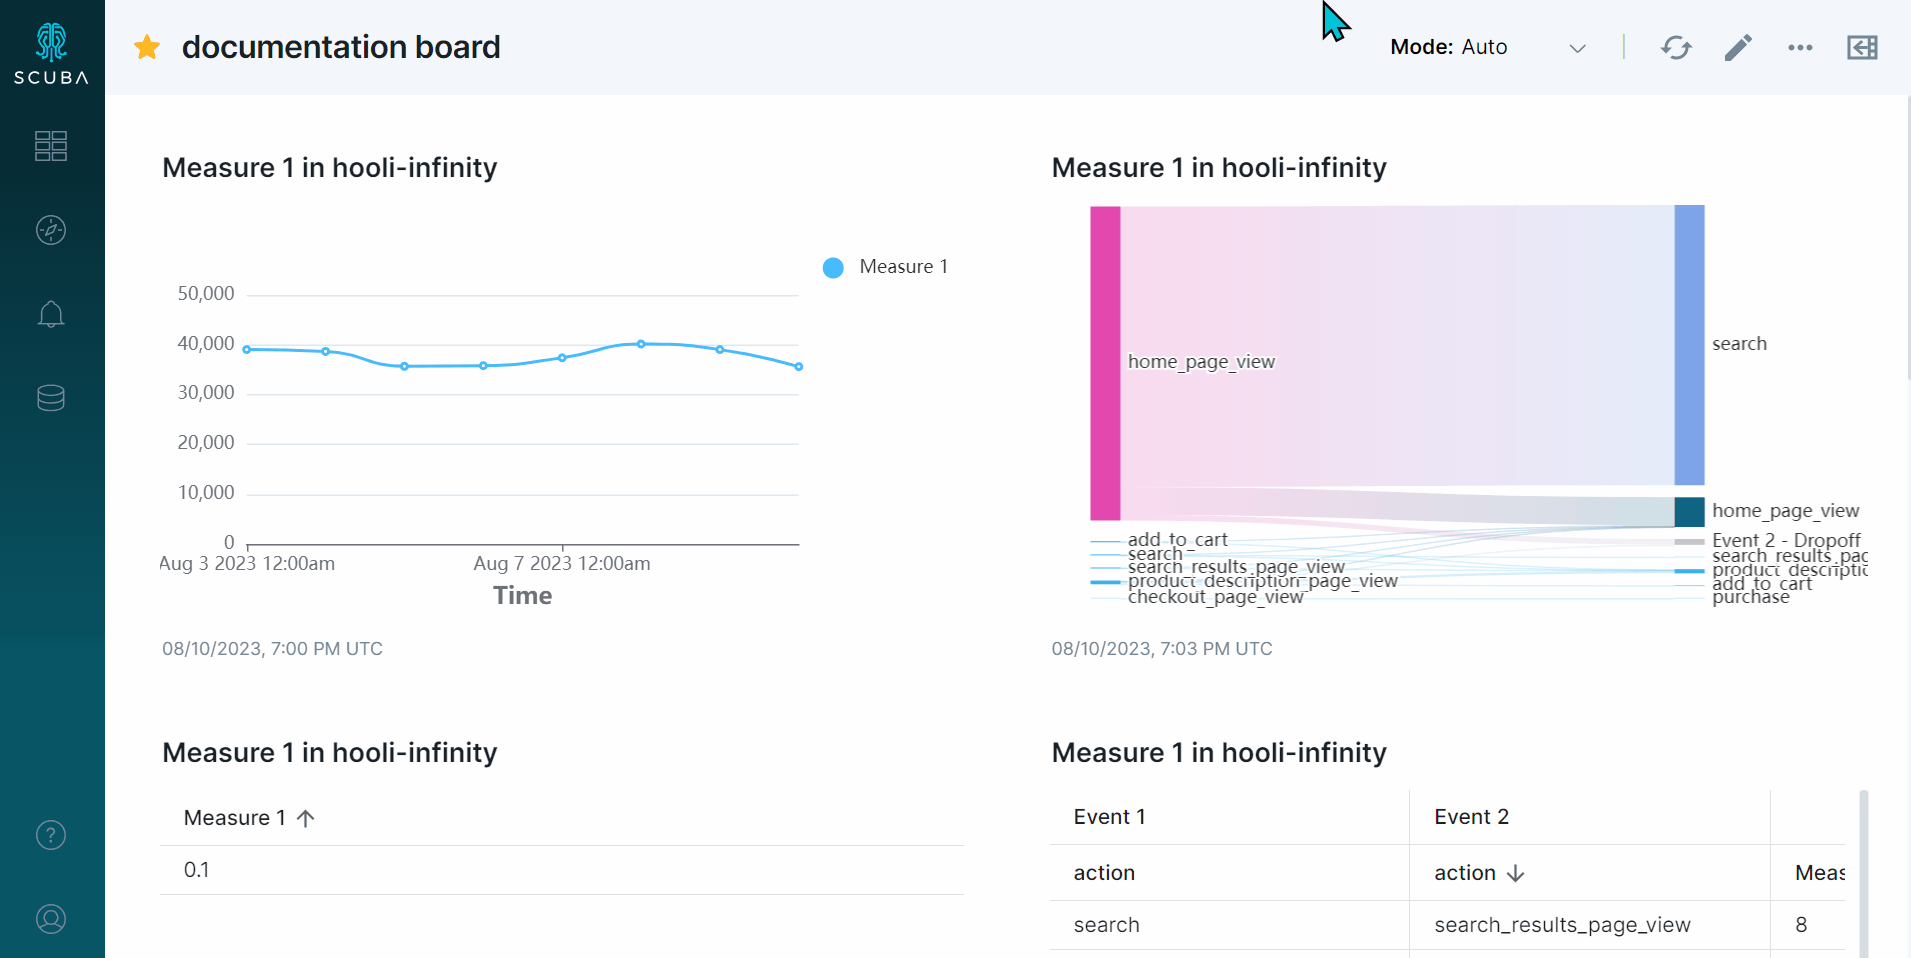 SCUBA
documentation board
Mode: Auto
Measure 1 in hooli-infinity
Measure 1
50,000
40,000
30,000
20,000
10,000
0
Aug 3 2023 12:00am
Aug 7 2023 12:00am
Time
08/10/2023, 7:00 PM UTC
Measure 1 in hooli-infinity
home_page_view
add_to_cart
search
search_results_page_view
product_description_page_view
checkout_page_view
search
home_page_view
Event 2 - Dropoff
search_results_pag
product_descriptio
add_to_cart
purchase
08/10/2023, 7:03 PM UTC
Measure 1 in hooli-infinity
Measure 1
0.1
Measure 1 in hooli-infinity
Event 1 Event 2
action action Meas
search search_results_page_view 8